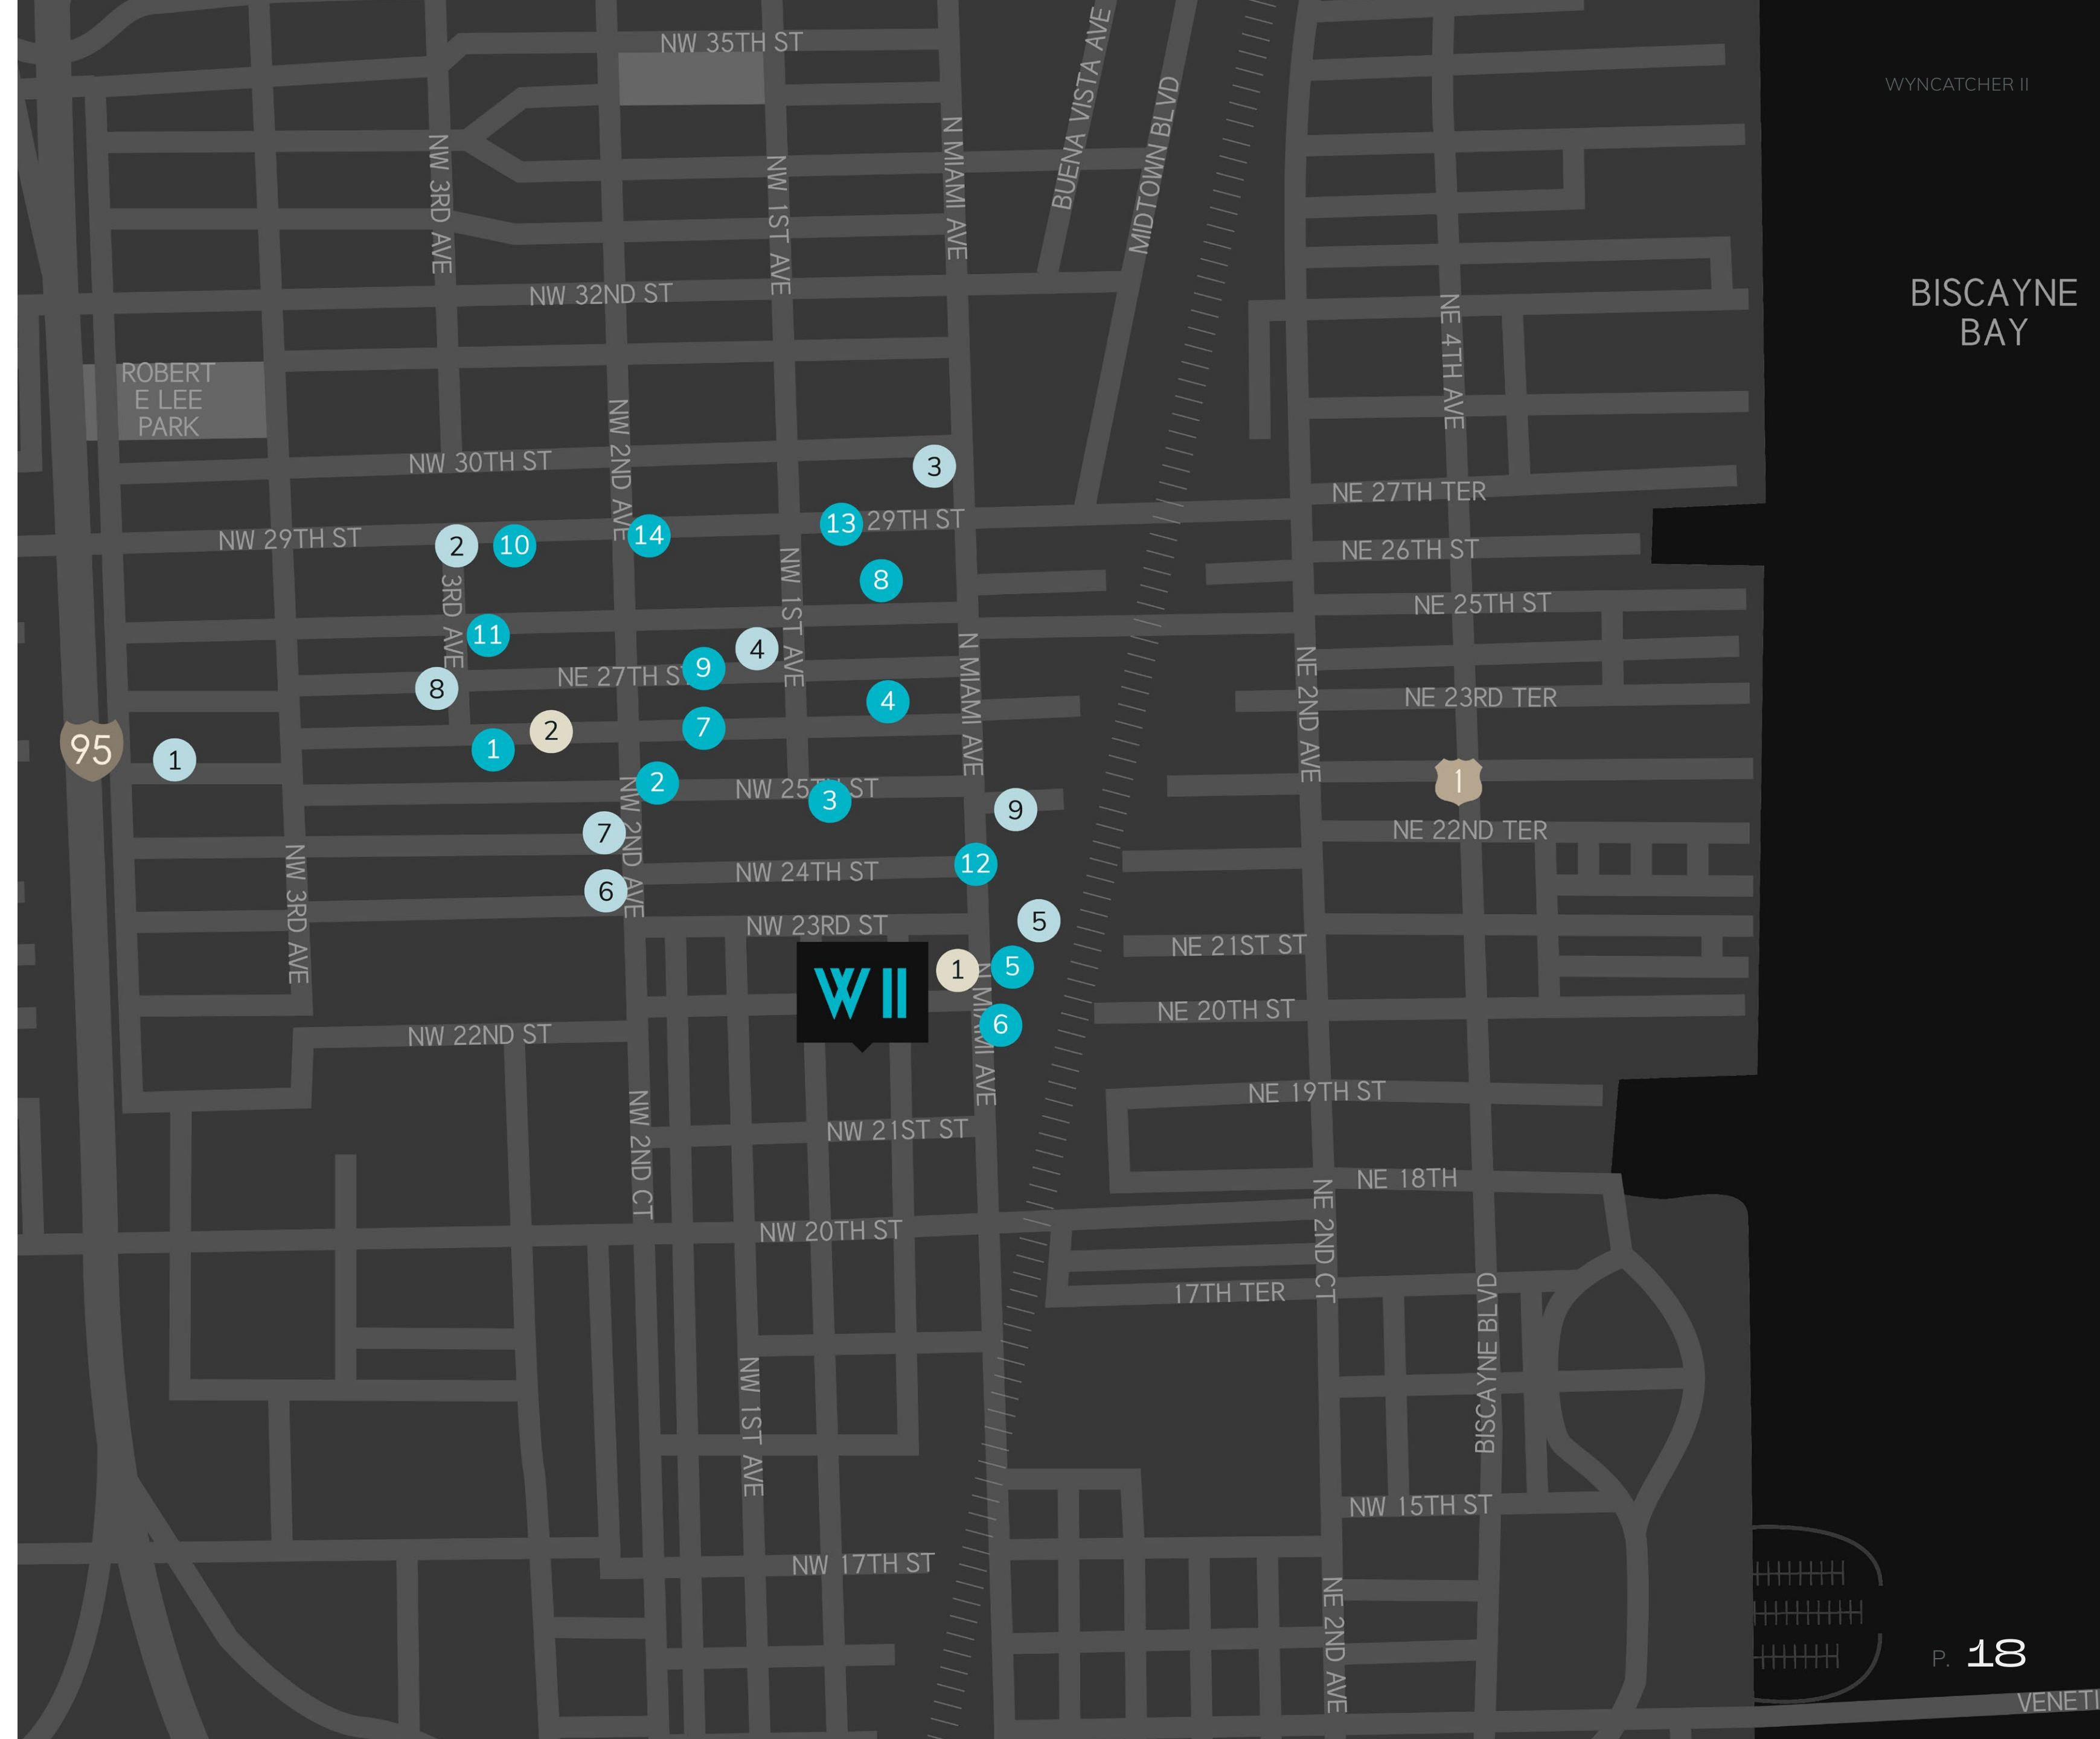 NW 35TH ST
BUENA VISTA AVE
MIDTOWN BLVD
WYNCATCHER II
NW 3RD AVE
NW 1ST AVE
N MIAMI AVE
NW 32ND ST
BISCAYNE
BAY
ROBERT
E LEE
PARK
NE 4TH AVE
NW 2ND AVE
NW 30TH ST
3
NE 27TH TER
NW 29TH ST
2
10
14
13
29TH ST
NE 26TH ST
8
3RD AVE
NW 1ST AVE
NE 25TH ST
11
4
N MIAMI AVE
NE 2ND AVE
8
NE 27TH S
9
4
NE 23RD TER
95
1
1
2
7
2
NW 25TH ST
3
9
1
7
NW 2ND AVE
NE 22ND TER
6
NW 24TH ST
12
NW 3RD AVE
NW 23RD ST
5
NE 21ST ST
W II
1
5
N MIAMI AVE
6
NE 20TH ST
NW 22ND ST
NW 2ND CT
NE 19TH ST
NW 21ST ST
NE 18TH
NW 20TH ST
NE 2ND CT
17TH TER
BISCAYNE BLVD
NW 1ST AVE
NW 15TH ST
NW 17TH ST
NE 2ND AVE
P. 18
VENETI